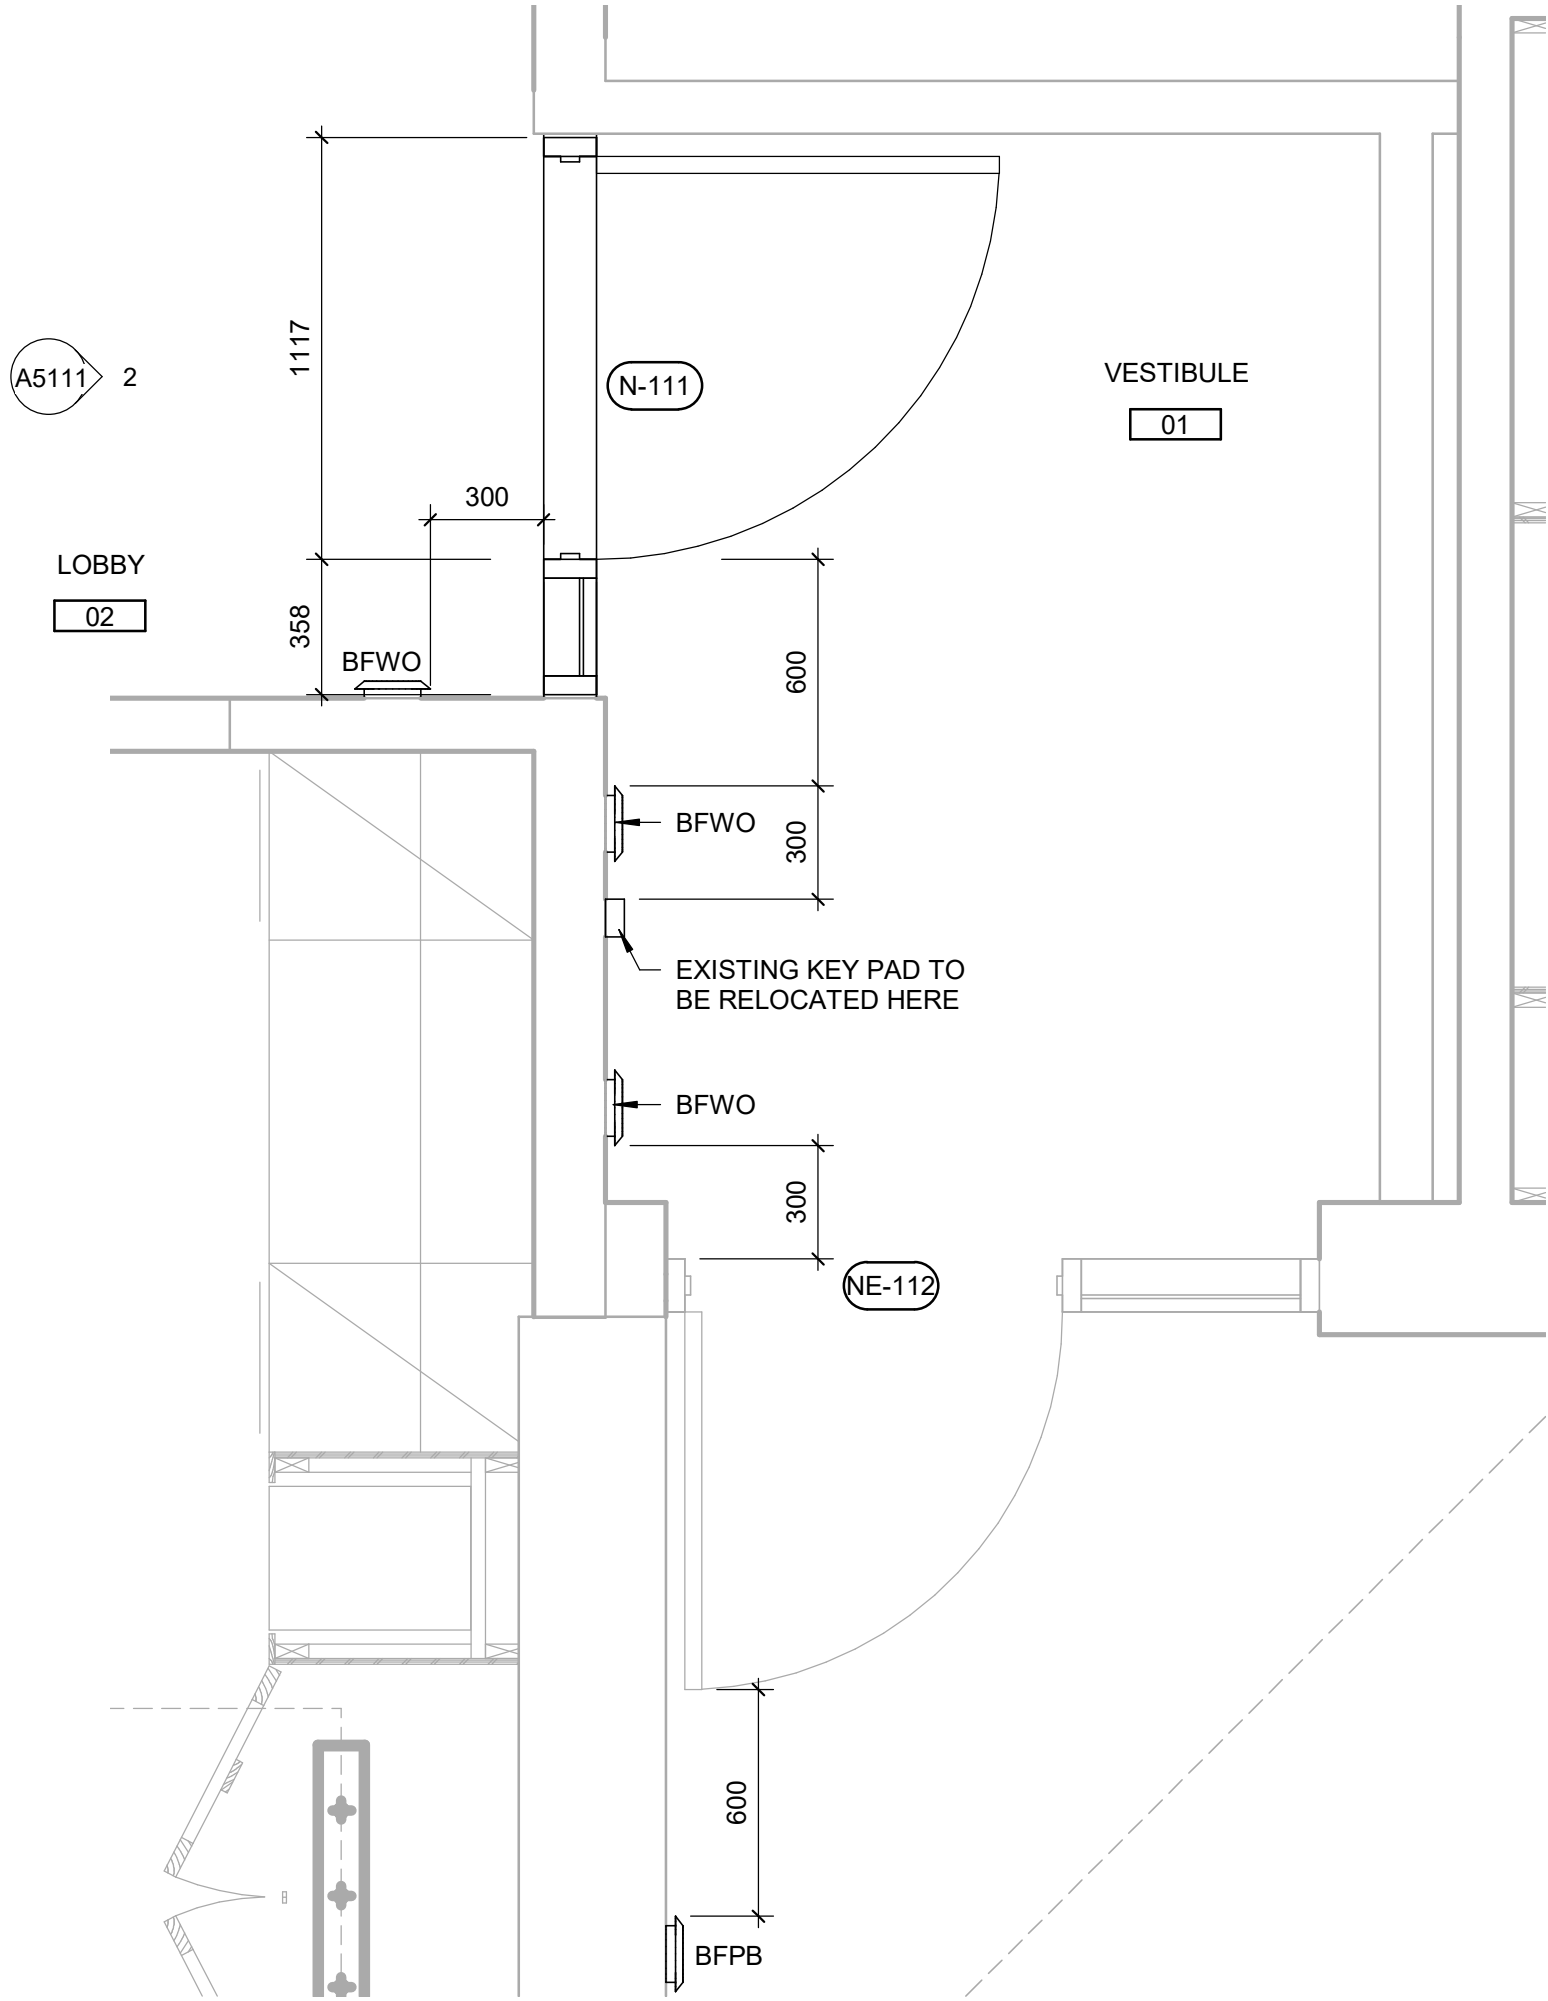 1117
A5111
2
N-111
VESTIBULE
01
300
LOBBY
02
358
BFWO
600
BFWO
300
EXISTING KEY PAD TO
BE RELOCATED HERE
BFWO
300
NE-112
600
BFPB